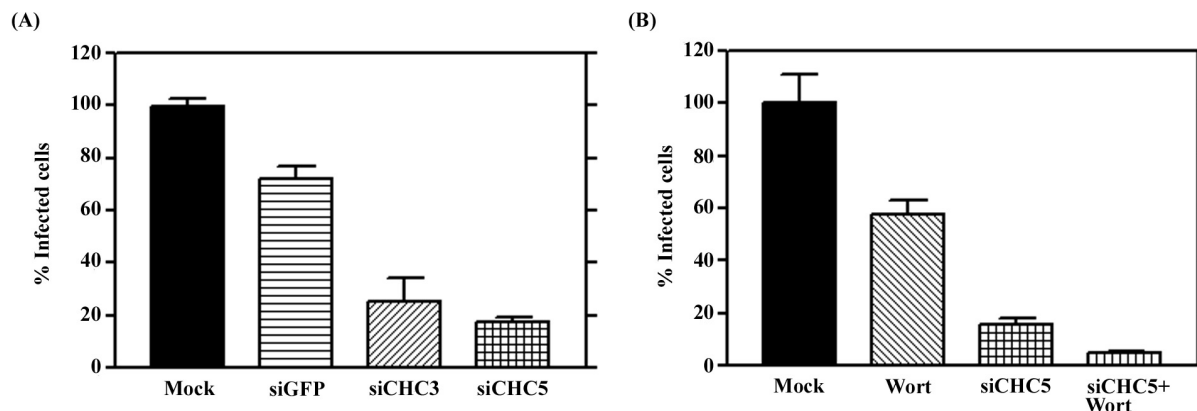 (A)
120
100
80
60
40
20
0
% Infected cells
Mock siGFP siCHC3 siCHC5
(B)
120
100
80
60
40
20
0
% Infected cells
Mock Wort siCHC5 siCHC5+
Wort